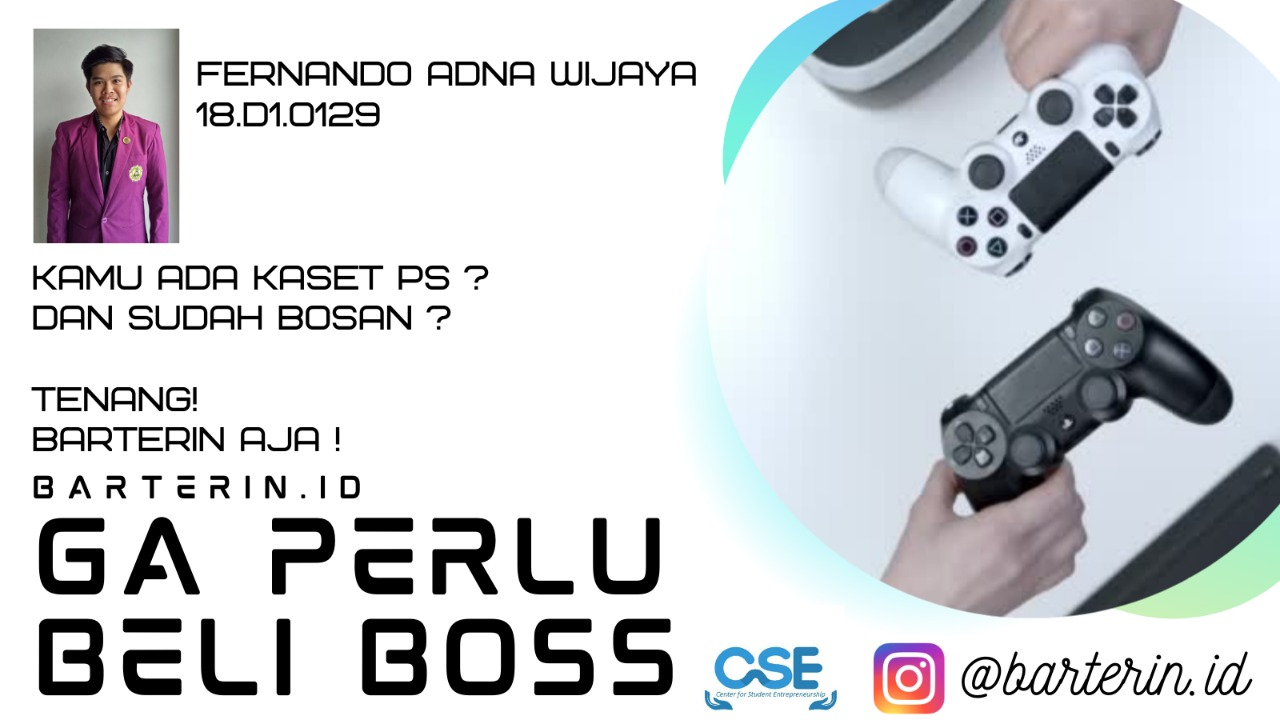 FERNANDO ADNA WIJAYA
18.D1.0129
KAMU ADA KASET PS ?
DAN SUDAH BOSAN ?
TENANG!
BARTERIN AJA !
BARTERIN.ID
GA PERLU
BELI BOSS
CSE
Center for Student Entrepreneurship
@barterin.id